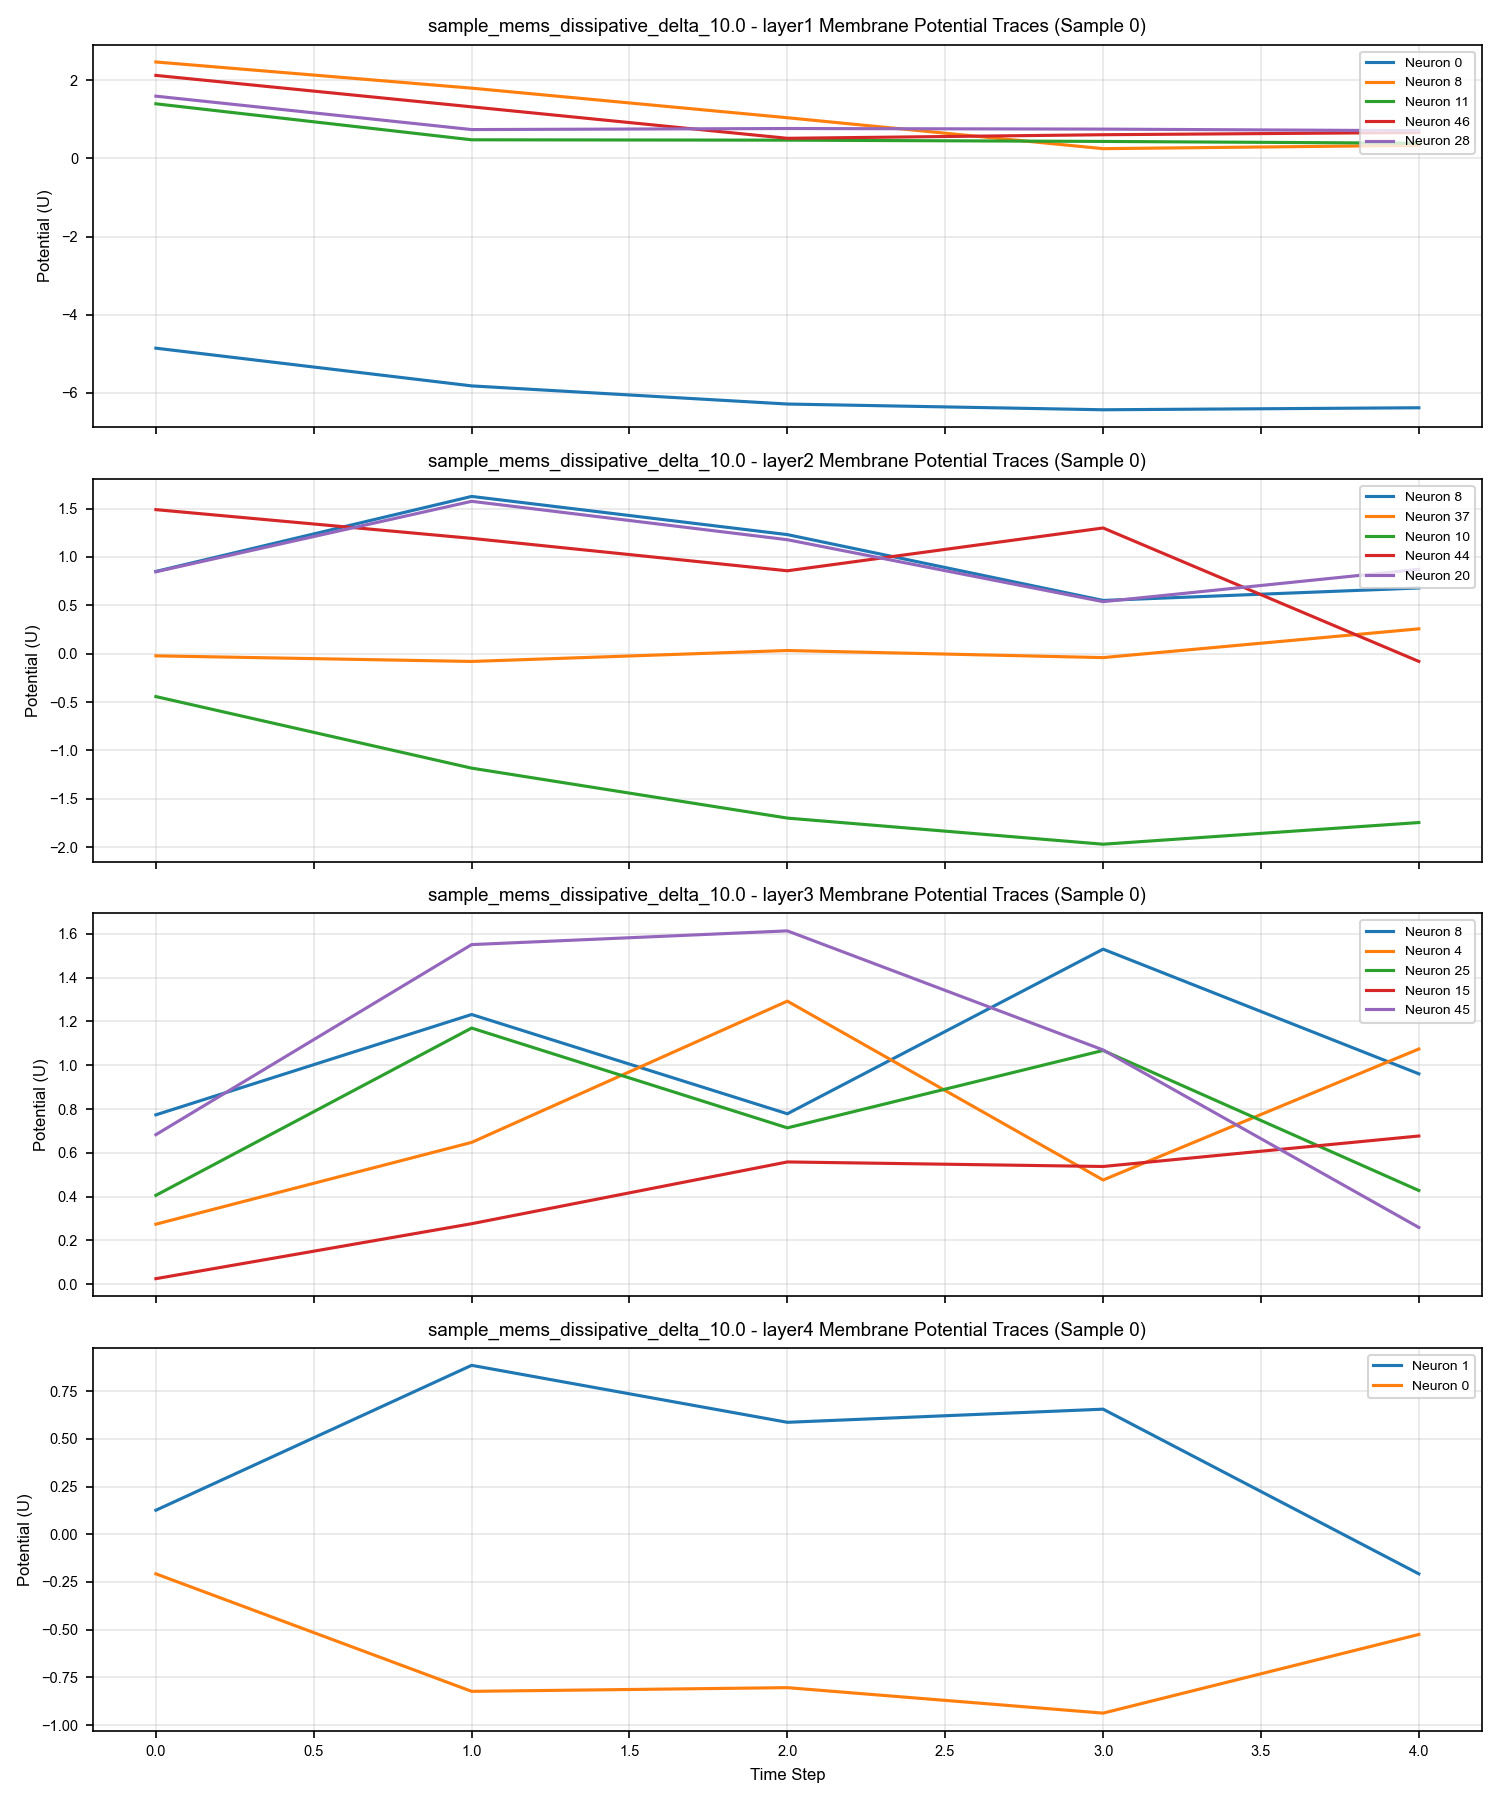 sample_mems_dissipative_delta_10.0 - layer1 Membrane Potential Traces (Sample 0)
Potential (U)
2
0
−2
−4
−6
Neuron 0
Neuron 8
Neuron 11
Neuron 46
Neuron 28
sample_mems_dissipative_delta_10.0 - layer2 Membrane Potential Traces (Sample 0)
Potential (U)
1.5
1.0
0.5
0.0
−0.5
−1.0
−1.5
−2.0
Neuron 8
Neuron 37
Neuron 10
Neuron 44
Neuron 20
sample_mems_dissipative_delta_10.0 - layer3 Membrane Potential Traces (Sample 0)
Potential (U)
1.6
1.4
1.2
1.0
0.8
0.6
0.4
0.2
0.0
Neuron 8
Neuron 4
Neuron 25
Neuron 15
Neuron 45
sample_mems_dissipative_delta_10.0 - layer4 Membrane Potential Traces (Sample 0)
Potential (U)
0.75
0.50
0.25
0.00
−0.25
−0.50
−0.75
−1.00
Neuron 1
Neuron 0
0.0 0.5 1.0 1.5 2.0 2.5 3.0 3.5 4.0
Time Step